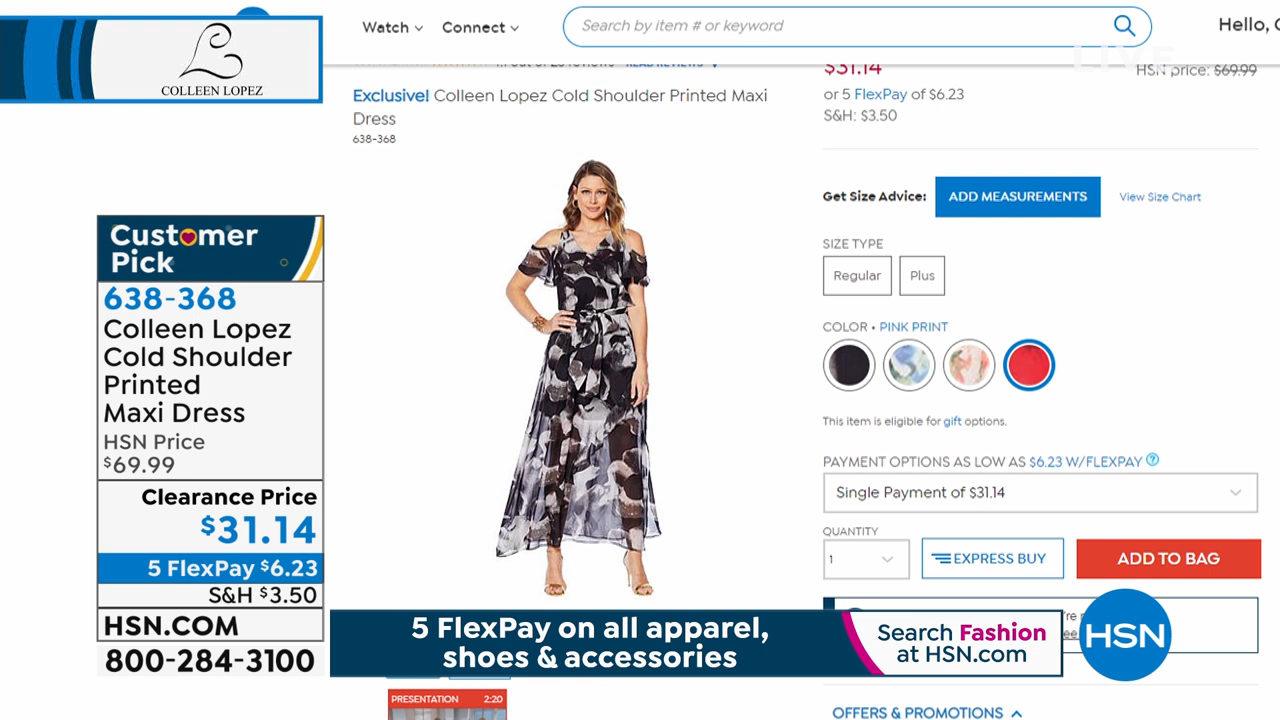 COLLEEN LOPEZ
Watch
Connect
Search by item # or keyword
Hello,
LIVE
Exclusive! Colleen Lopez Cold Shoulder Printed Maxi
Dress
638-368
$31.14
HSN price: $69.99
or 5 FlexPay of $6.23
S&H: $3.50
Get Size Advice:
ADD MEASUREMENTS
View Size Chart
SIZE TYPE
Regular
Plus
COLOR • PINK PRINT
This item is eligible for gift options.
PAYMENT OPTIONS AS LOW AS $6.23 W/FLEXPAY ?
Single Payment of $31.14
QUANTITY
1
EXPRESS BUY
ADD TO BAG
OFFERS & PROMOTIONS
Customer
Pick
638-368
Colleen Lopez
Cold Shoulder
Printed
Maxi Dress
HSN Price
$69.99
Clearance Price
$31.14
5 FlexPay $6.23
S&H $3.50
HSN.COM
800-284-3100
5 FlexPay on all apparel,
shoes & accessories
Search Fashion
at HSN.com
HSN
PRESENTATION 2:20